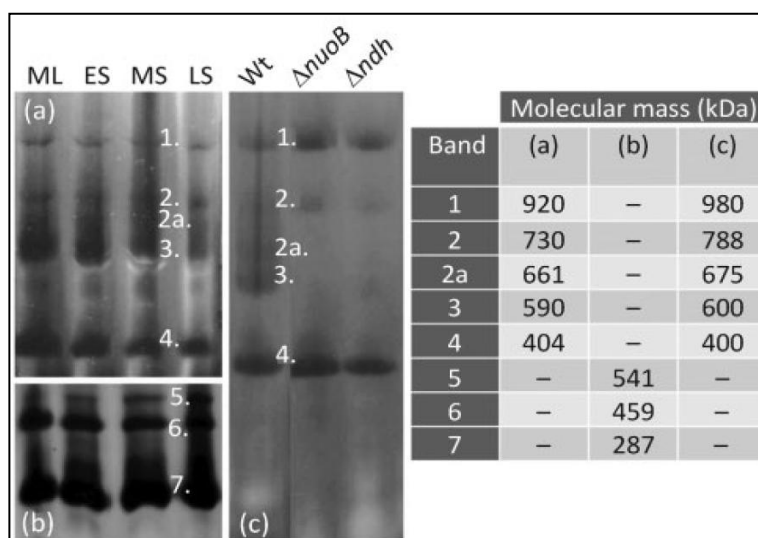 ML ES MS LS
(a)
1.
2.
2a.
3.
4.
5.
6.
7.
(b)
Wt ΔnuoB Δndh
1.
2.
2a.
3.
4.
(c)
Molecular mass (kDa)
Band (a) (b) (c)
1 920 – 980
2 730 – 788
2a 661 – 675
3 590 – 600
4 404 – 400
5 – 541 –
6 – 459 –
7 – 287 –